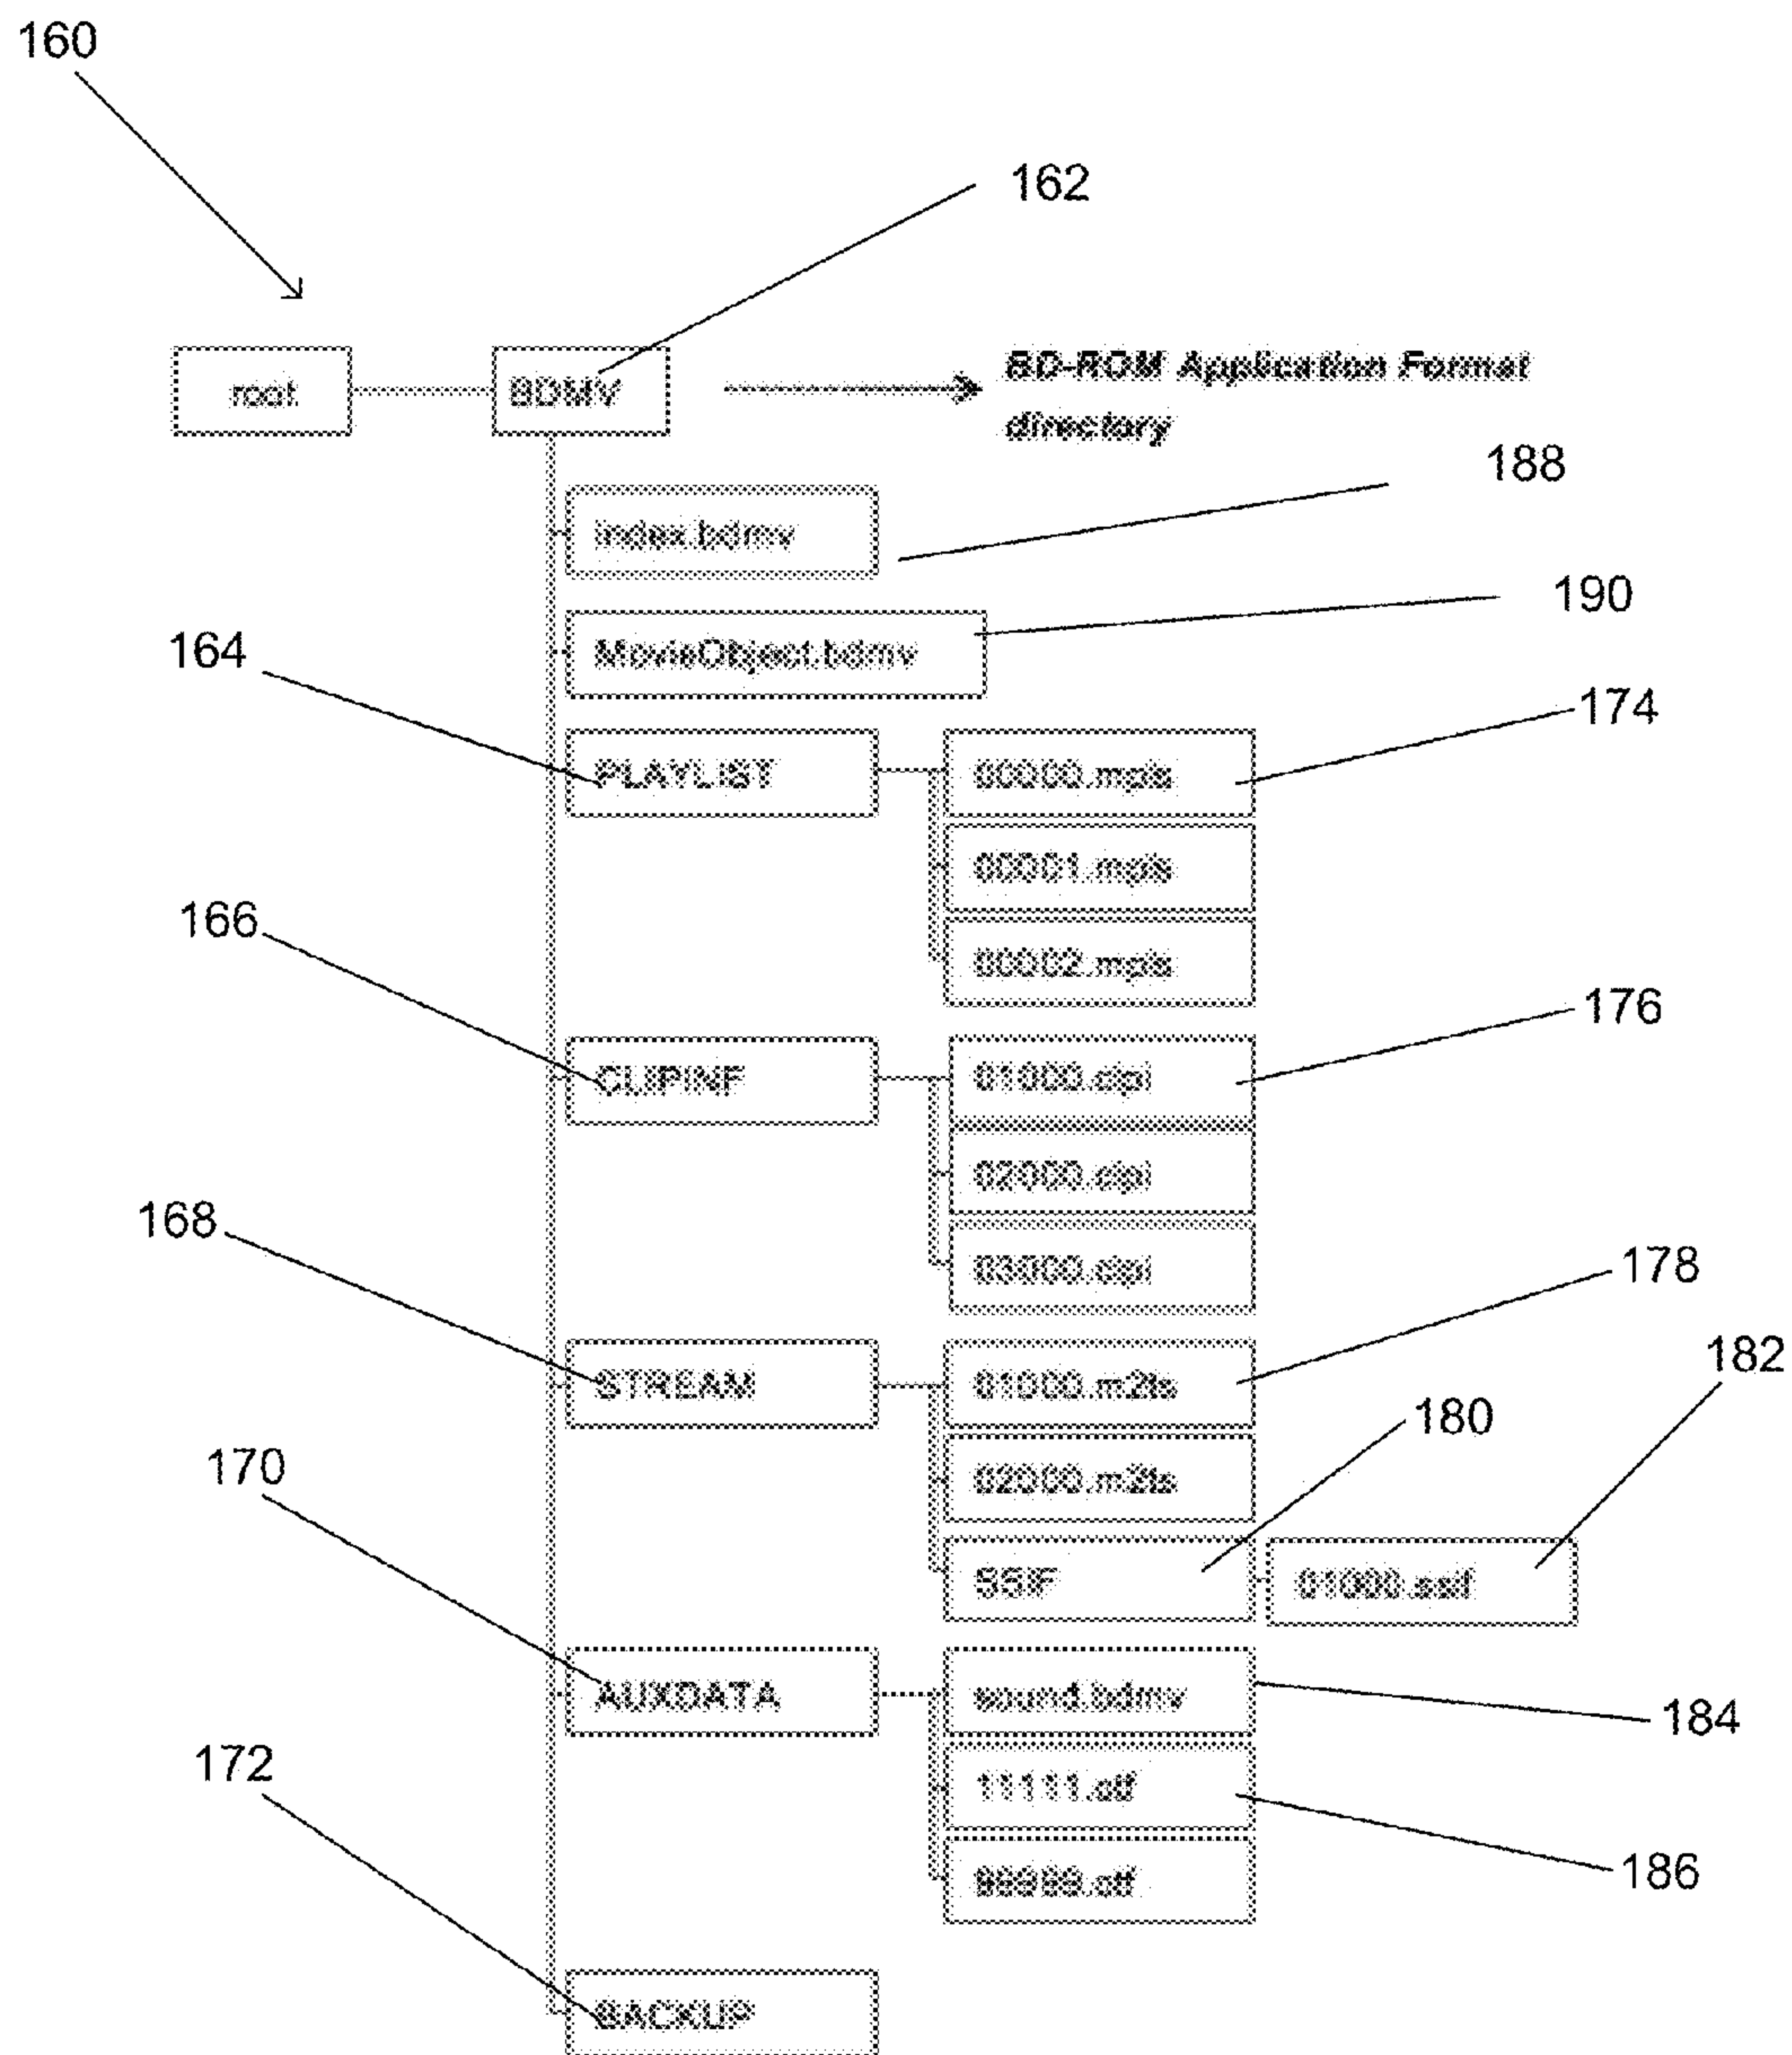 160
162
root
BDMV
BD-ROM Application Format
directory
188
index.bdmv
190
MovieObject.bdmv
164
174
PLAYLIST
00000.mpls
00001.mpls
166
00002.mpls
176
CLIPINF
01000.clpi
02000.clpi
168
03000.clpi
178
182
STREAM
01000.m2ts
180
170
02000.m2ts
SSIF
01000.ssif
AUXDATA
sound.bdmv
184
172
11111.otf
186
99999.otf
BACKUP